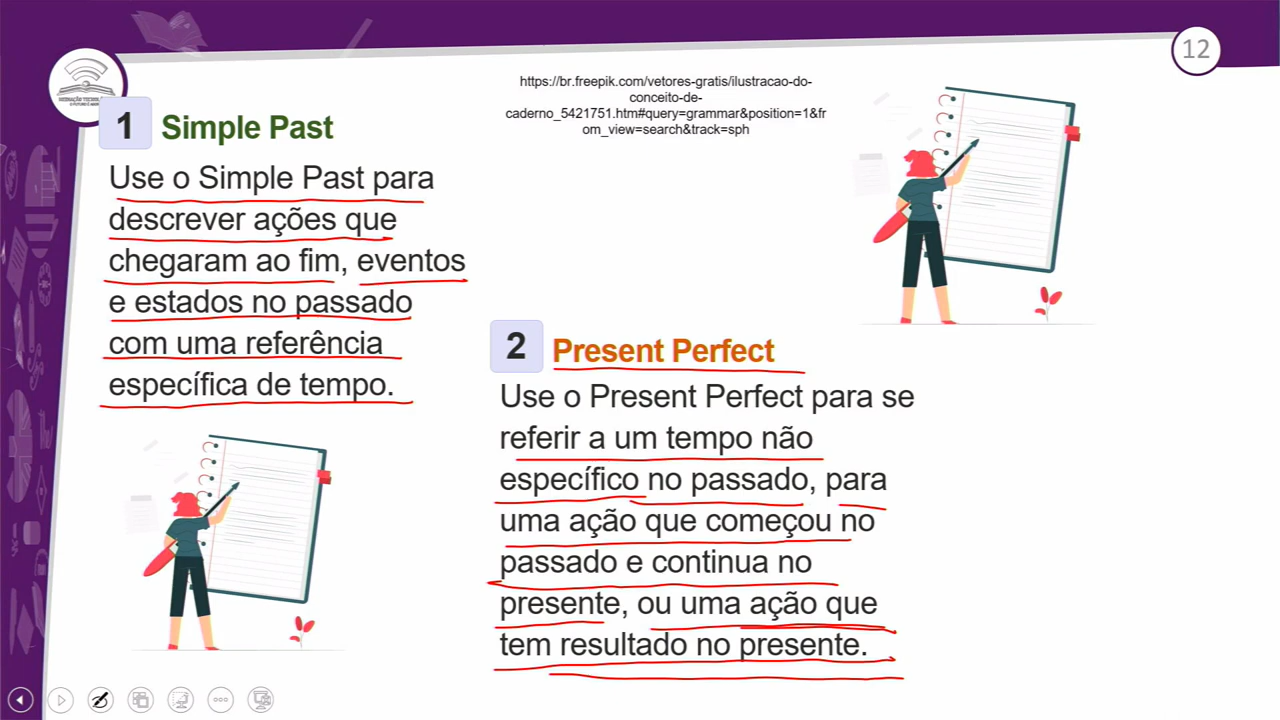 12
https://br.freepik.com/vetores-gratis/ilustracao-do-
conceito-de-
caderno_5421751.htm#query=grammar&position=1&fr
om_view=search&track=sph
1 Simple Past
Use o Simple Past para
descrever ações que
chegaram ao fim, eventos
e estados no passado
com uma referência
específica de tempo.
2 Present Perfect
Use o Present Perfect para se
referir a um tempo não
específico no passado, para
uma ação que começou no
passado e continua no
presente, ou uma ação que
tem resultado no presente.